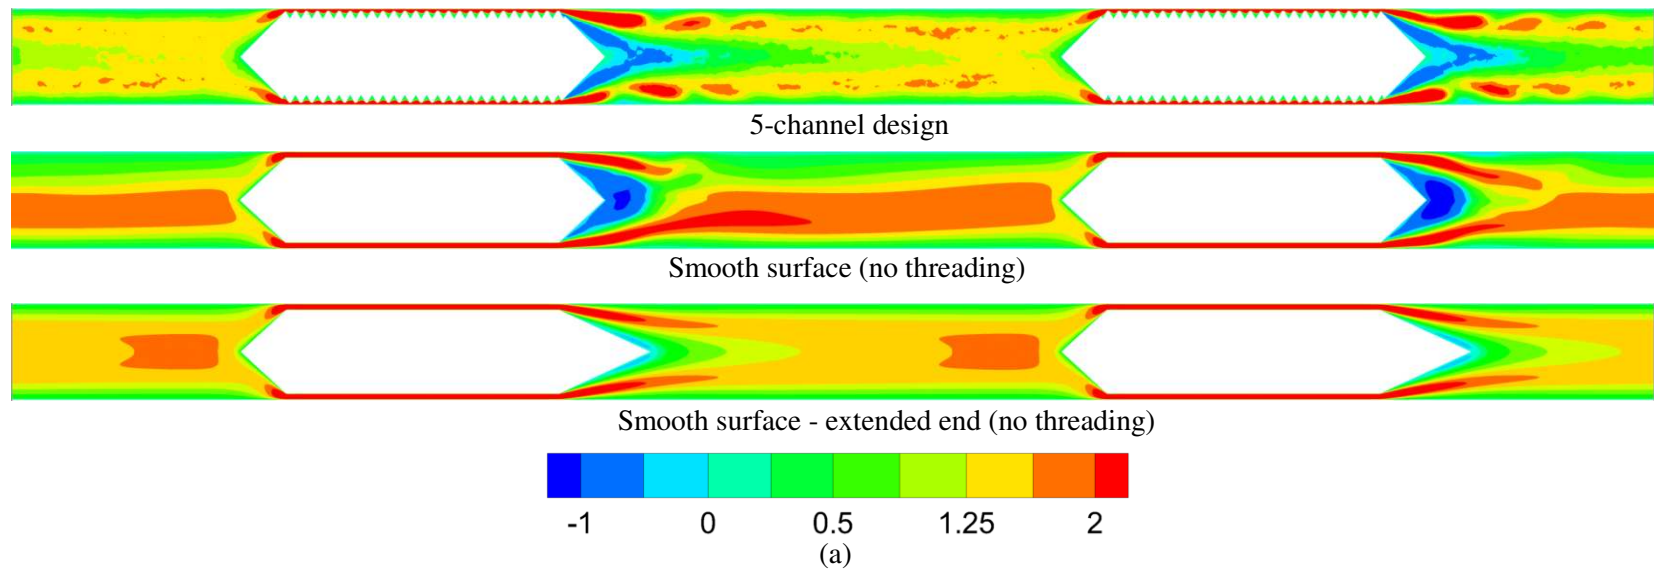 5-channel design
Smooth surface (no threading)
Smooth surface - extended end (no threading)
-1 0 0.5 1.25 2
(a)